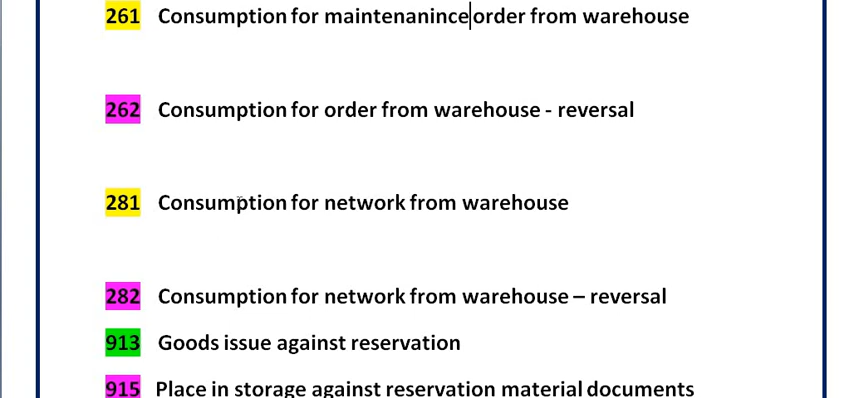 261 Consumption for maintenanince order from warehouse
262 Consumption for order from warehouse - reversal
281 Consumption for network from warehouse
282 Consumption for network from warehouse – reversal
913 Goods issue against reservation
915 Place in storage against reservation material documents